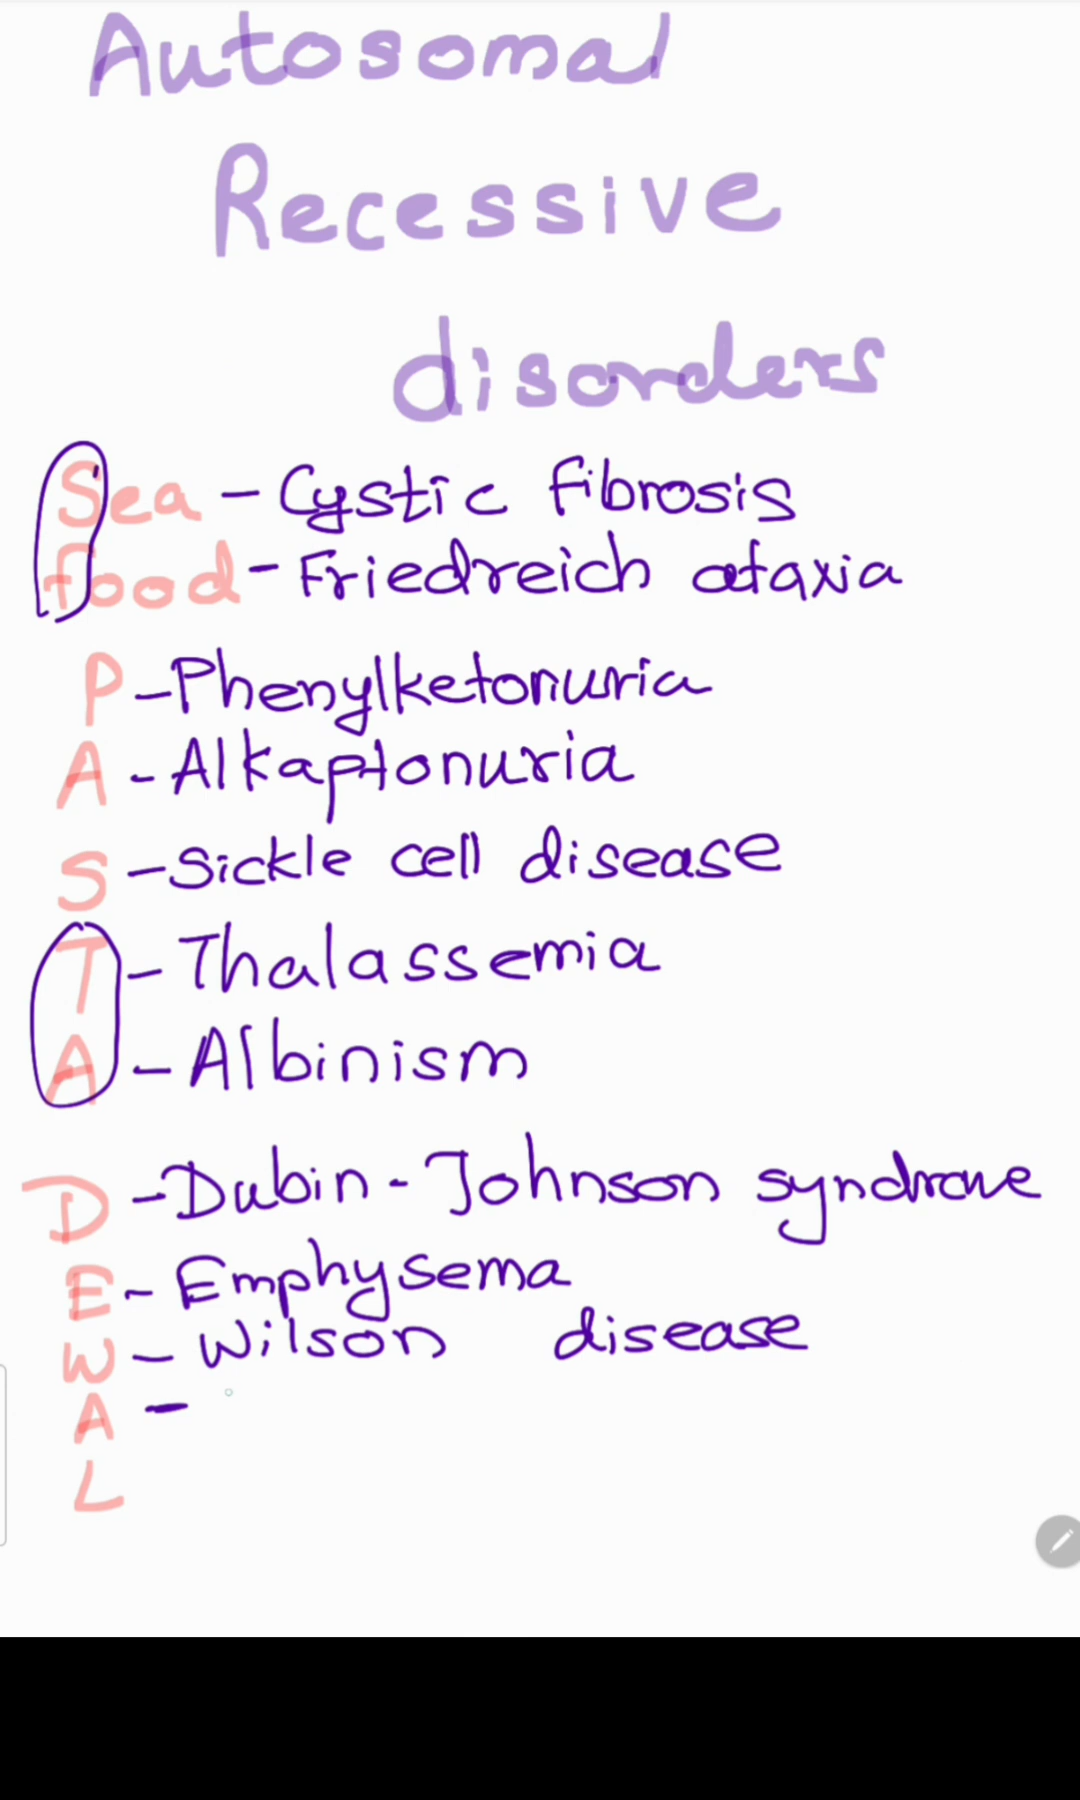 Autosomal
Recessive
disorders
Sea - Cystic Fibrosis
food - Friedreich ataxia
P - Phenylketonuria
A - Alkaptonuria
S - Sickle cell disease
T - Thalassemia
A - Albinism
D - Dubin - Johnson syndrome
E - Emphysema
W - Wilson disease
A -
L